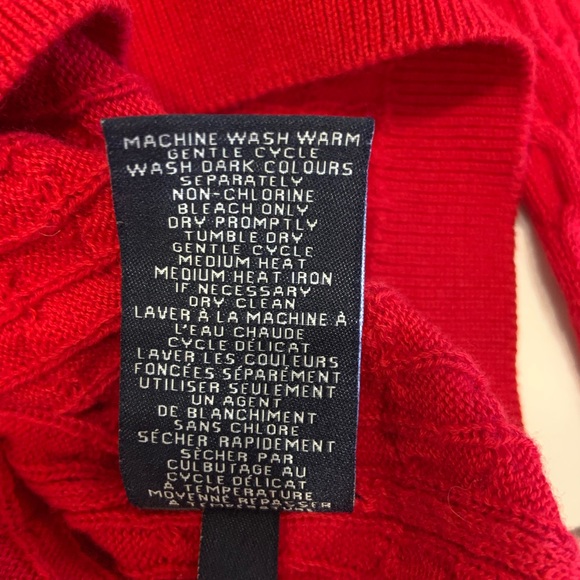 MACHINE WASH WARM
GENTLE CYCLE
WASH DARK COLOURS
SEPARATELY
NON-CHLORINE
BLEACH ONLY
DRY PROMPTLY
TUMBLE DRY
GENTLE CYCLE
MEDIUM HEAT
MEDIUM HEAT IRON
IF NECESSARY
DRY CLEAN
LAVER À LA MACHINE À
L'EAU CHAUDE
CYCLE DÉLICAT
LAVER LES COULEURS
FONCÉES SÉPARÉMENT
UTILISER SEULEMENT
UN AGENT
DE BLANCHIMENT
SANS CHLORE
SÉCHER RAPIDEMENT
SÈCHER PAR
CULBUTAGE AU
CYCLE DÉLICAT
À TEMPÉRATURE
MOYENNE REPASSER
À TEMPÉRATURE